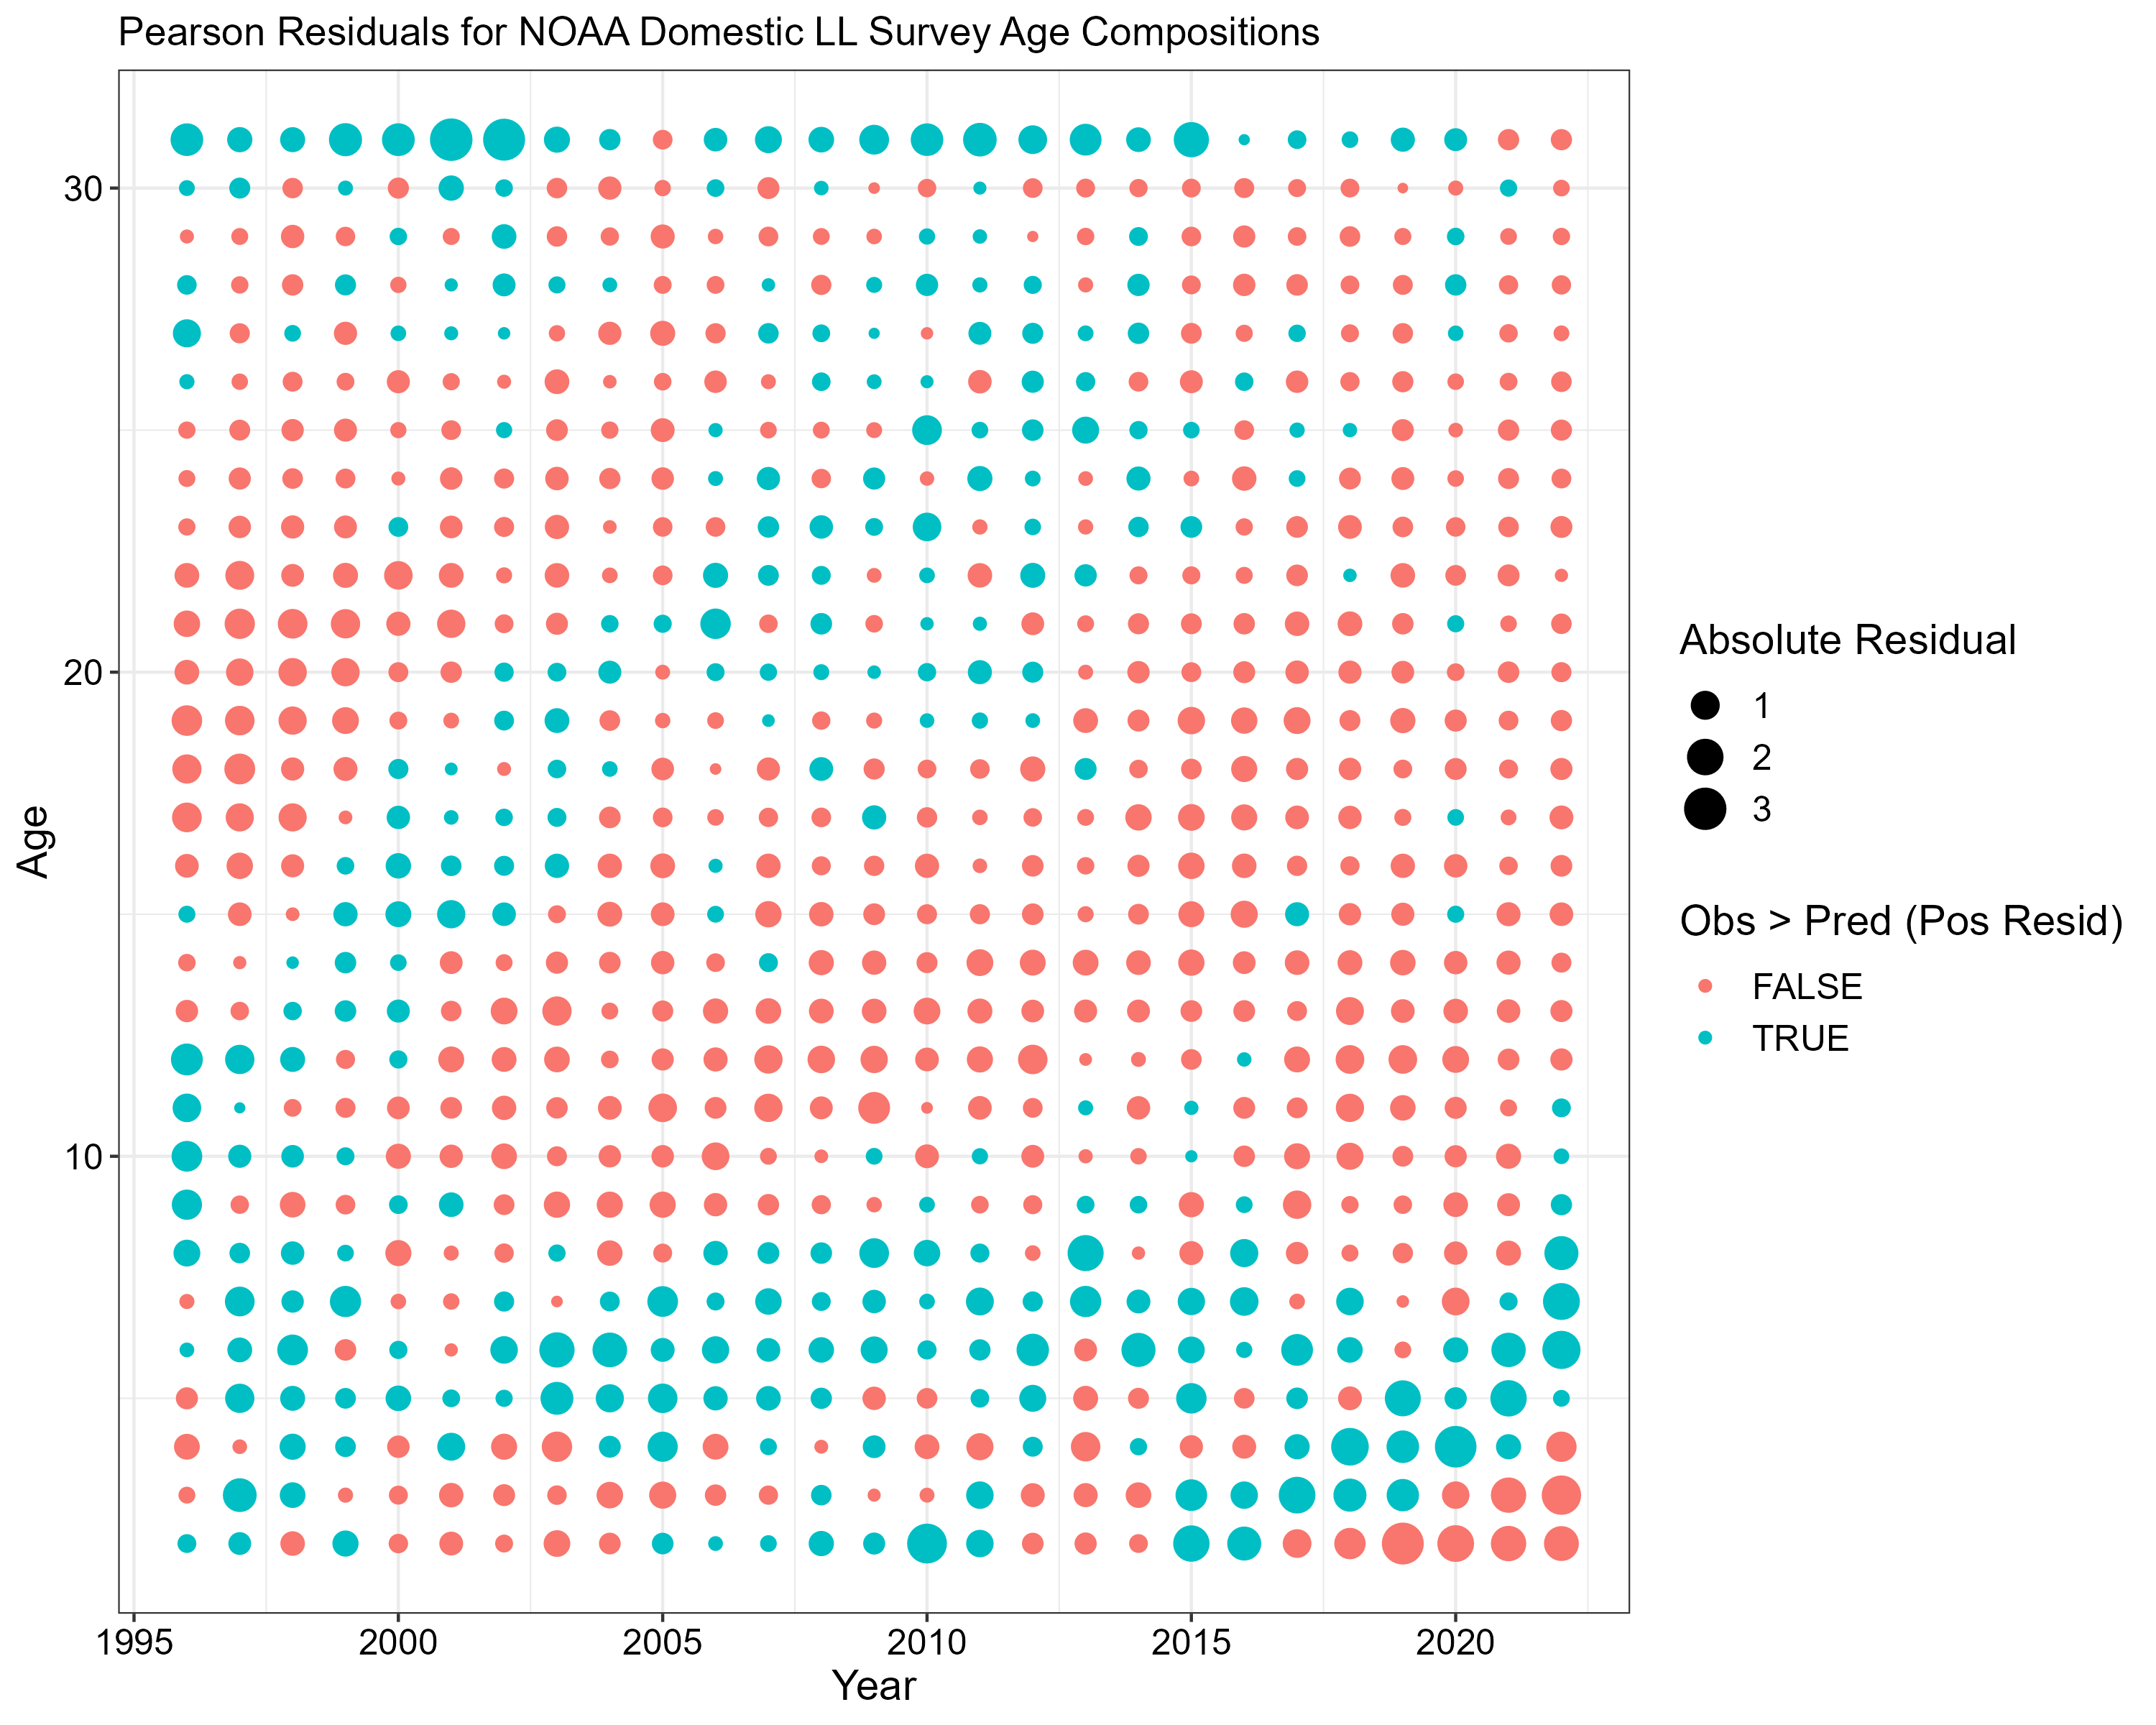 Pearson Residuals for NOAA Domestic LL Survey Age Compositions
30
20
10
Age
1995 2000 2005 2010 2015 2020
Year
Absolute Residual
1
2
3
Obs > Pred (Pos Resid)
FALSE
TRUE